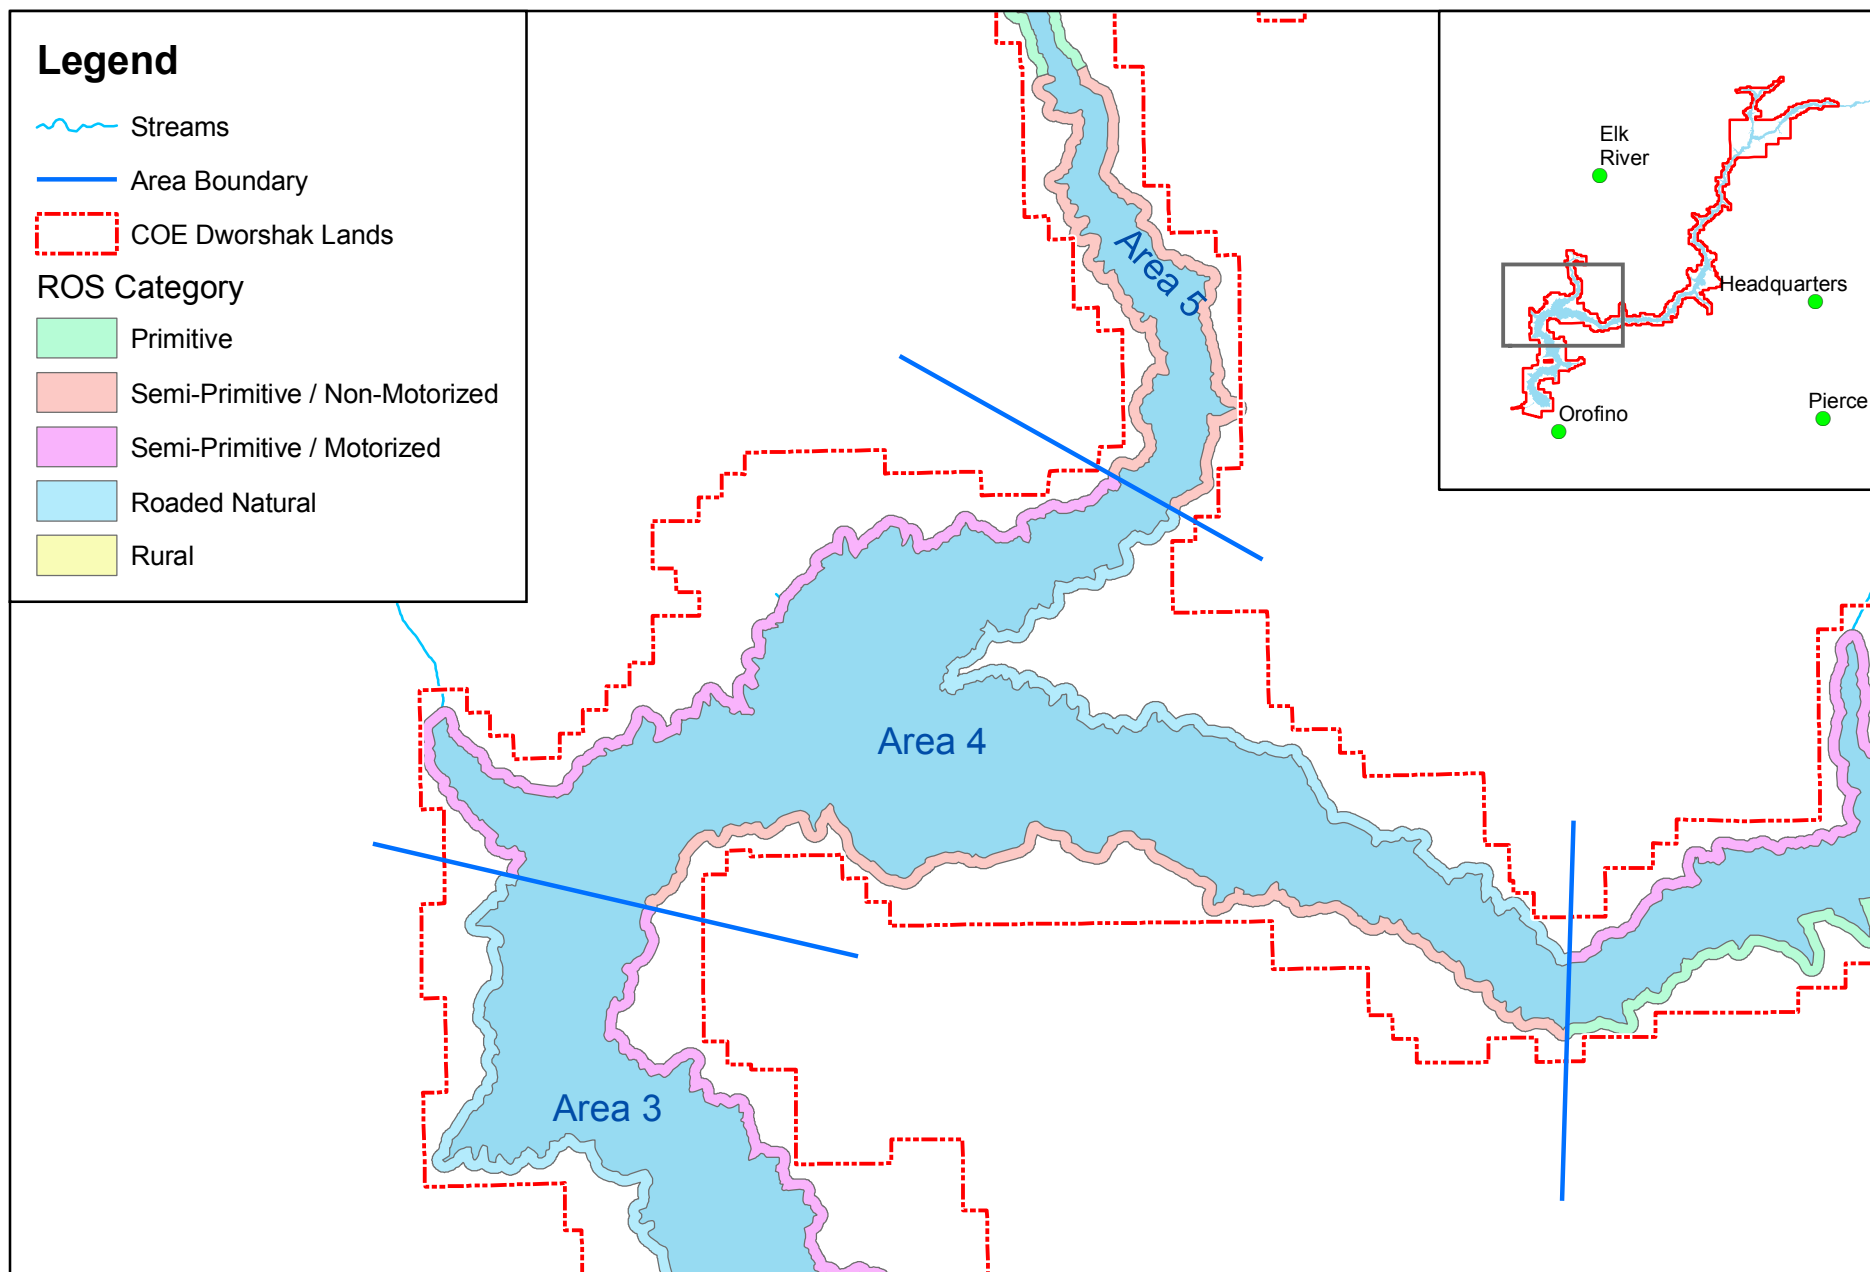 Legend
Streams
Area Boundary
COE Dworshak Lands
ROS Category
Primitive
Semi-Primitive / Non-Motorized
Semi-Primitive / Motorized
Roaded Natural
Rural
Elk
River
Headquarters
Orofino
Pierce
Area 5
Area 4
Area 3